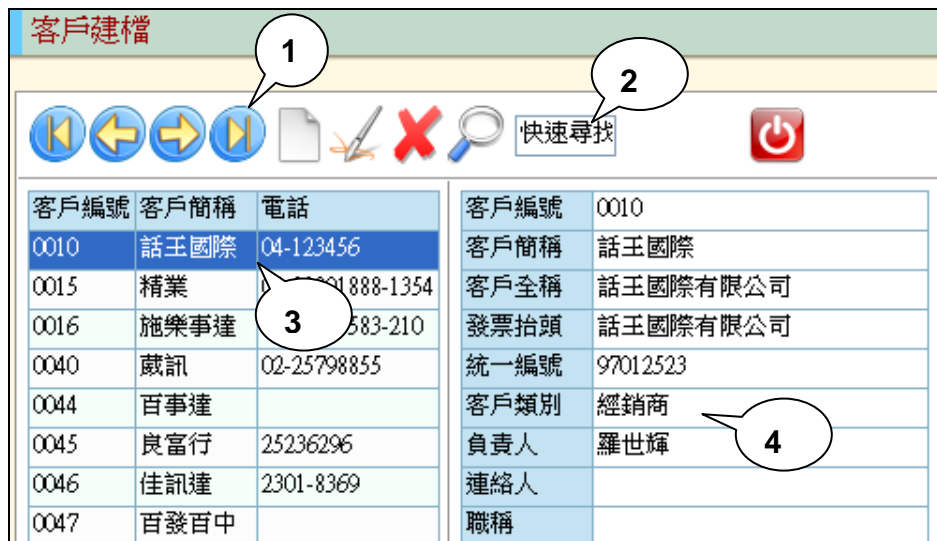 客戶建檔
1
2
快速尋找
客戶編號 客戶簡稱 電話
0010 話王國際 04-123456
0015 精業 01888-1354
0016 施樂事達 583-210
3
0040 葳訊 02-25798855
0044 百事達
0045 良富行 25236296
0046 佳訊達 2301-8369
0047 百發百中
客戶編號 0010
客戶簡稱 話王國際
客戶全稱 話王國際有限公司
發票抬頭 話王國際有限公司
統一編號 97012523
客戶類別 經銷商
負責人 羅世輝
4
連絡人
職稱